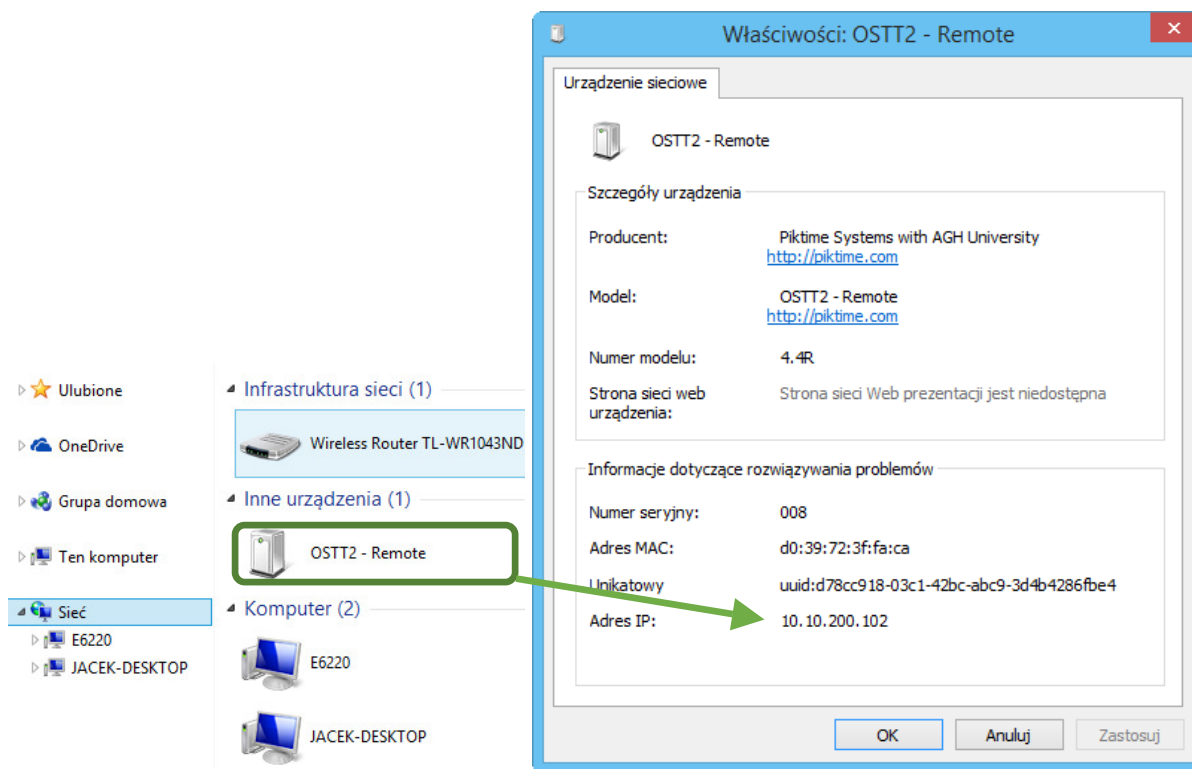 Ulubione
OneDrive
Grupa domowa
Ten komputer
Sieć
E6220
JACEK-DESKTOP
Infrastruktura sieci (1)
Wireless Router TL-WR1043ND
Inne urządzenia (1)
OSTT2 - Remote
Komputer (2)
E6220
JACEK-DESKTOP
Właściwości: OSTT2 - Remote
Urządzenie sieciowe
OSTT2 - Remote
Szczegóły urządzenia
Producent: Piktime Systems with AGH University
http://piktime.com
Model: OSTT2 - Remote
http://piktime.com
Numer modelu: 4.4R
Strona sieci web Strona sieci Web prezentacji jest niedostępna
urządzenia:
Informacje dotyczące rozwiązywania problemów
Numer seryjny: 008
Adres MAC: d0:39:72:3f:fa:ca
Unikatowy uuid:d78cc918-03c1-42bc-abc9-3d4b4286fbe4
Adres IP: 10.10.200.102
OK Anuluj Zastosuj